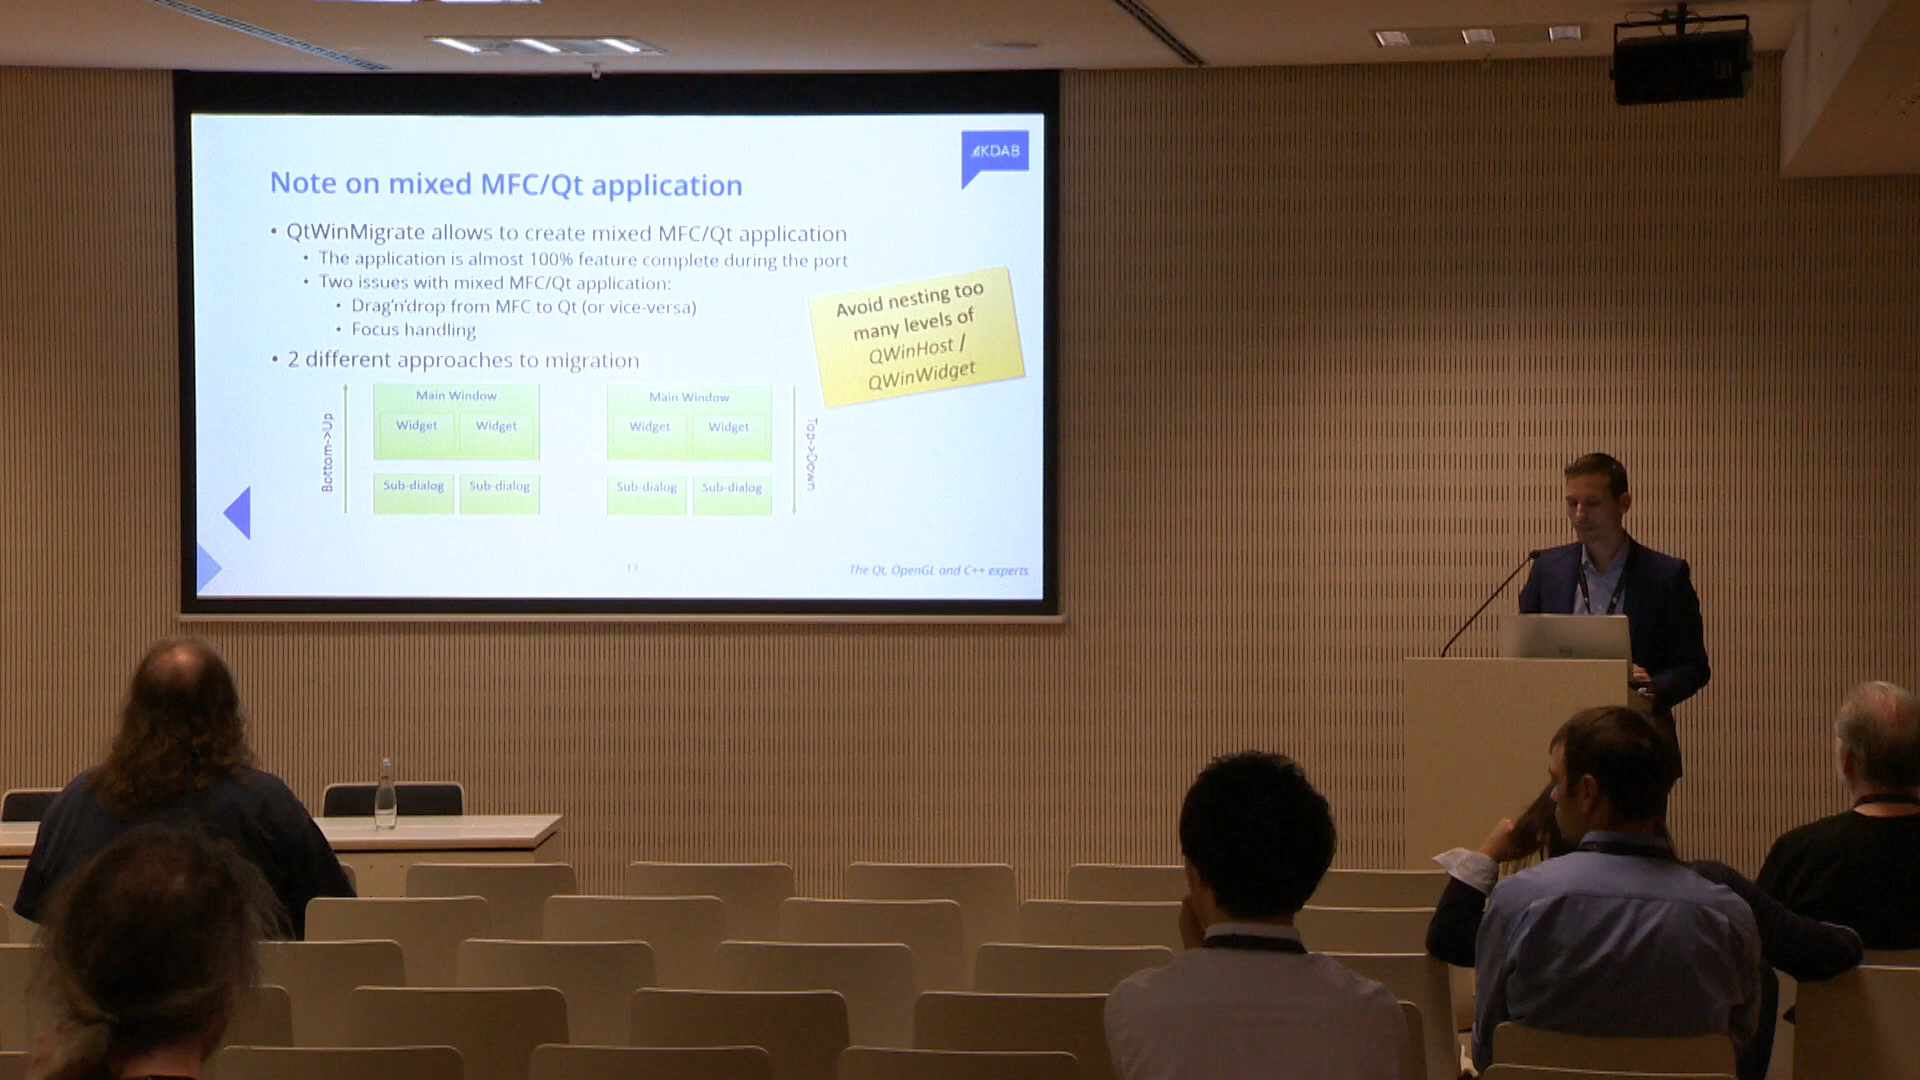 KDAB
Note on mixed MFC/Qt application
• QtWinMigrate allows to create mixed MFC/Qt application
• The application is almost 100% feature complete during the port
• Two issues with mixed MFC/Qt application:
• Drag'n'drop from MFC to Qt (or vice-versa)
• Focus handling
• 2 different approaches to migration
Avoid nesting too
many levels of
QWinHost /
QWinWidget
Bottom->Up
Main Window
Widget Widget
Sub-dialog Sub-dialog
Main Window
Widget Widget
Sub-dialog Sub-dialog
Top->Down
The Qt, OpenGL and C++ experts